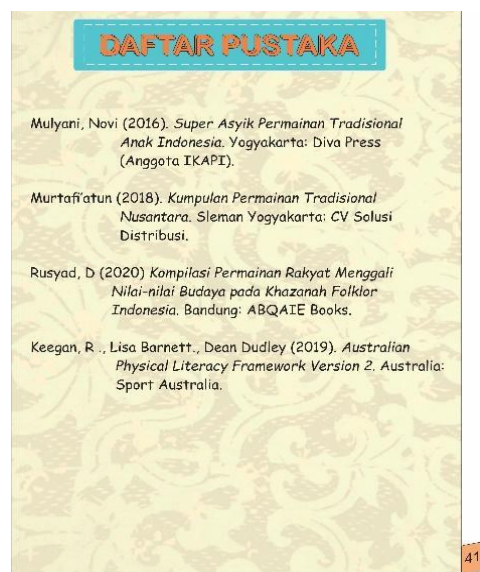 DAFTAR PUSTAKA
Mulyani, Novi (2016). Super Asyik Permainan Tradisional
Anak Indonesia. Yogyakarta: Diva Press
(Anggota IKAPI).
Murtafi'atun (2018). Kumpulan Permainan Tradisional
Nusantara. Sleman Yogyakarta: CV Solusi
Distribusi.
Rusyad, D (2020) Kompilasi Permainan Rakyat Menggali
Nilai-nilai Budaya pada Khazanah Folklor
Indonesia. Bandung: ABQAIE Books.
Keegan, R ., Lisa Barnett., Dean Dudley (2019). Australian
Physical Literacy Framework Version 2. Australia:
Sport Australia.
41